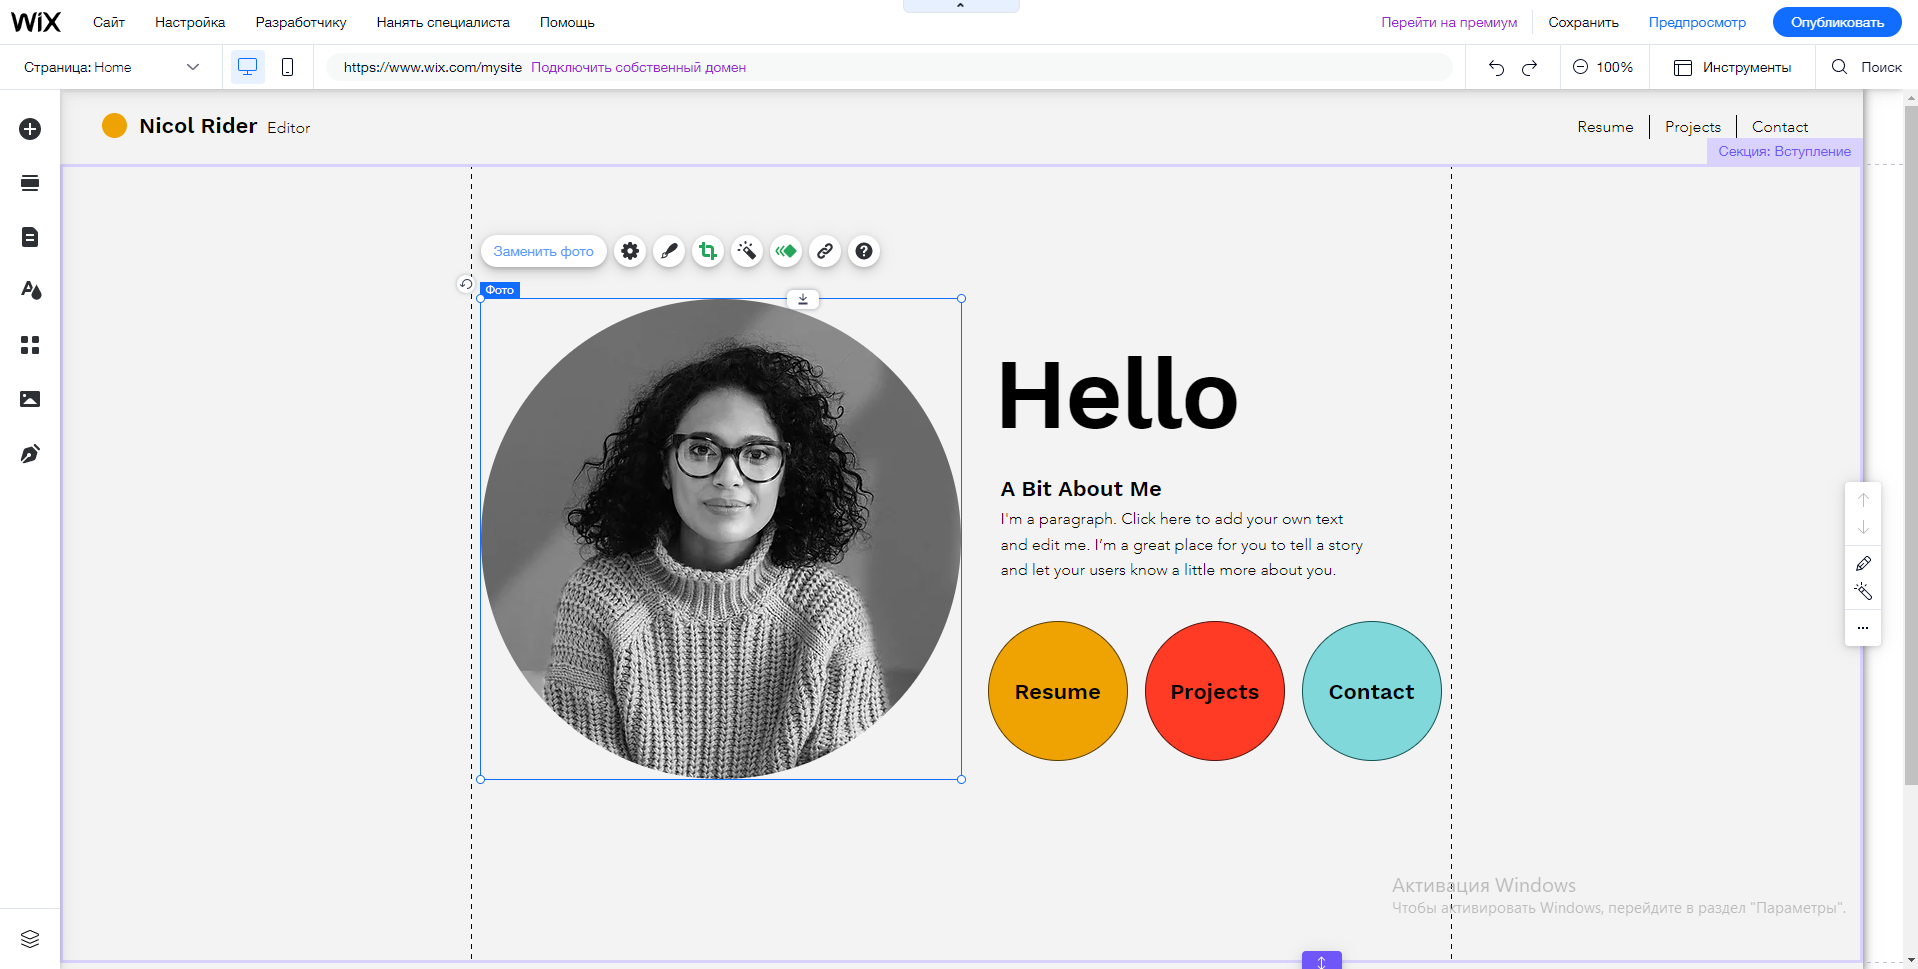 WiX Сайт Настройка Разработчику Нанять специалиста Помощь Перейти на премиум Сохранить Предпросмотр Опубликовать
Страница: Home https://www.wix.com/mysite Подключить собственный домен 100% Инструменты Поиск
Nicol Rider Editor Resume Projects Contact
Секция: Вступление
Заменить фото
Фото
Hello
A Bit About Me
I'm a paragraph. Click here to add your own text
and edit me. I’m a great place for you to tell a story
and let your users know a little more about you.
Resume Projects Contact
Активация Windows
Чтобы активировать Windows, перейдите в раздел "Параметры".